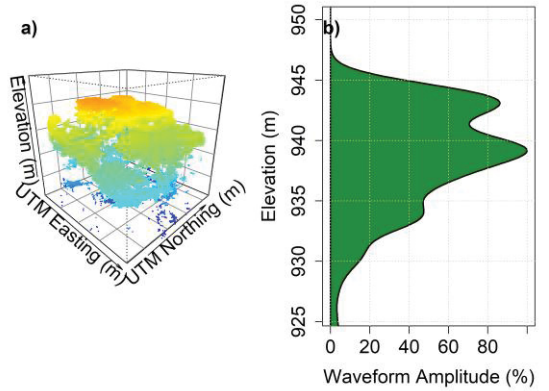 a)
Elevation (m)
UTM Easting (m)
UTM Northing (m)
b)
Elevation (m)
950
945
940
935
930
925
0
20
40
60
80
Waveform Amplitude (%)